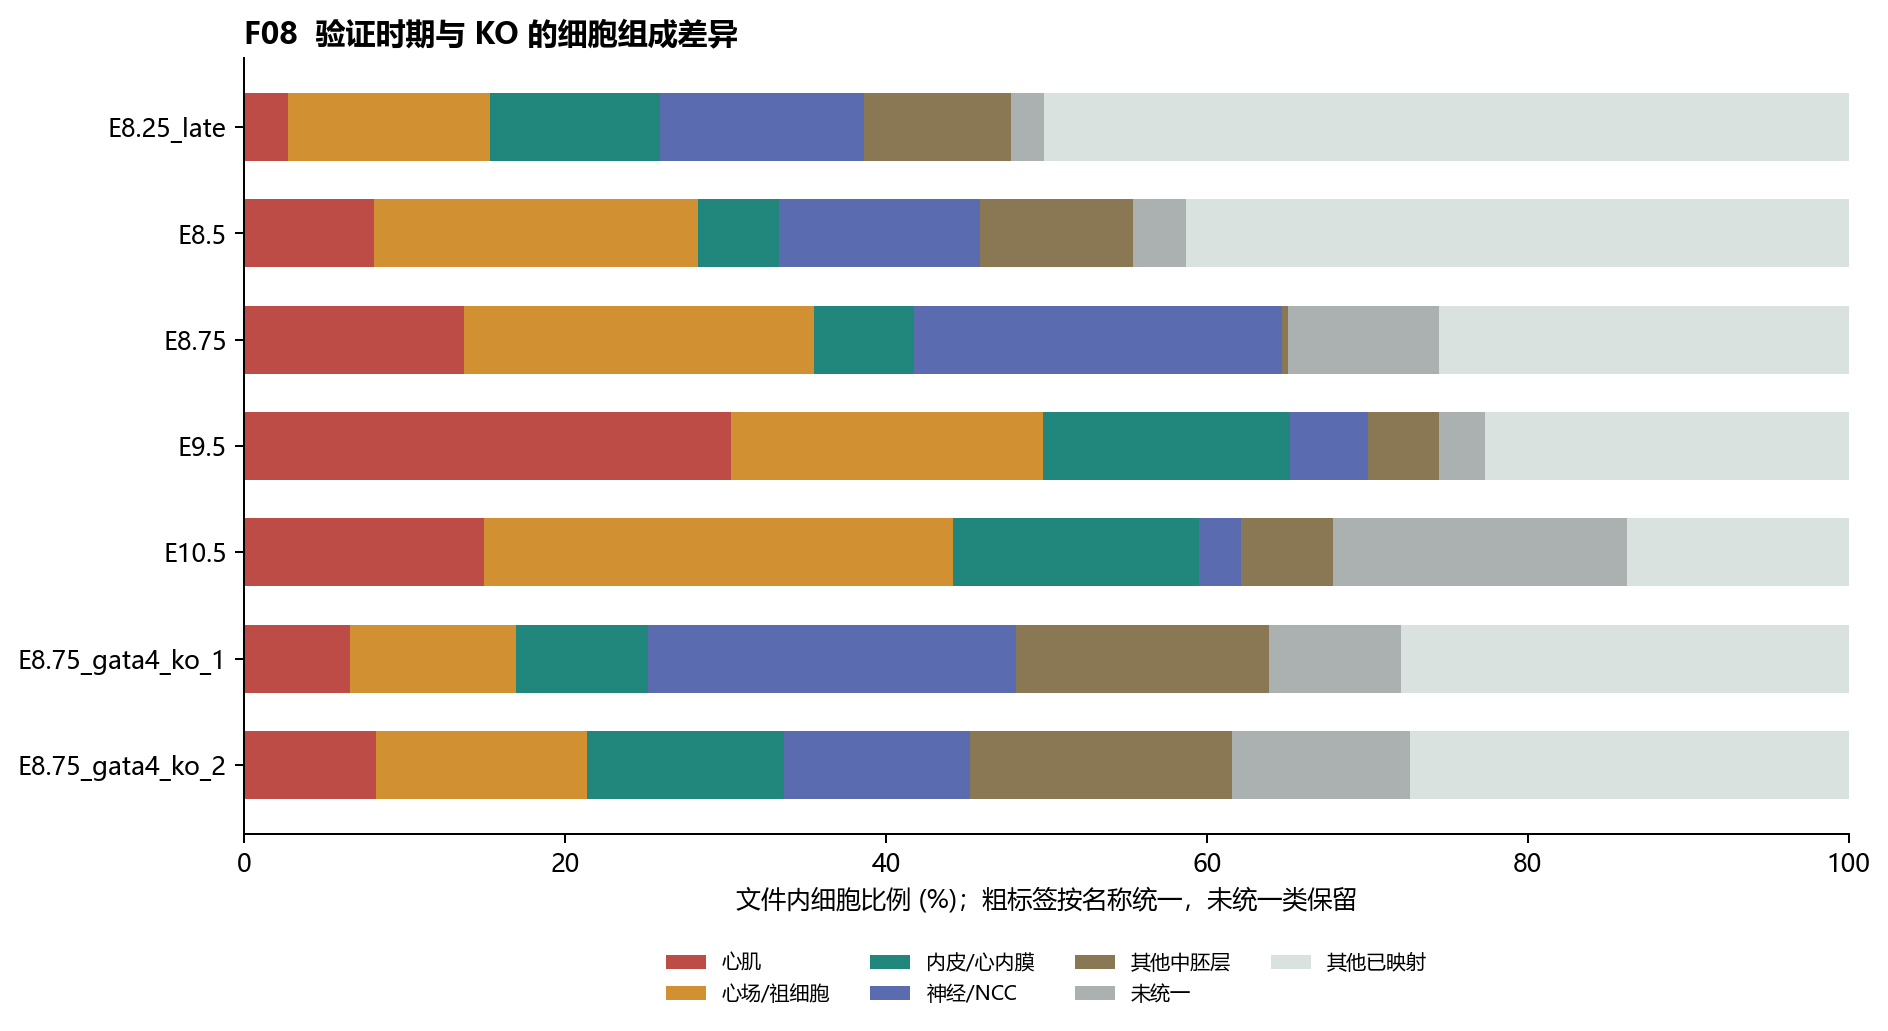 F08 验证时期与 KO 的细胞组成差异
E8.25_late
E8.5
E8.75
E9.5
E10.5
E8.75_gata4_ko_1
E8.75_gata4_ko_2
0 20 40 60 80 100
文件内细胞比例 (%)；粗标签按名称统一，未统一类保留
心肌 内皮/心内膜 其他中胚层 其他已映射
心场/祖细胞 神经/NCC 未统一